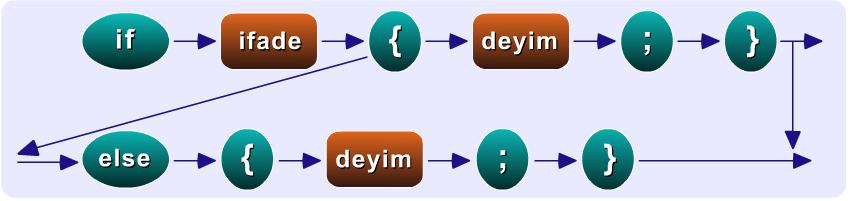 if ifade { deyim ; }
else { deyim ; }